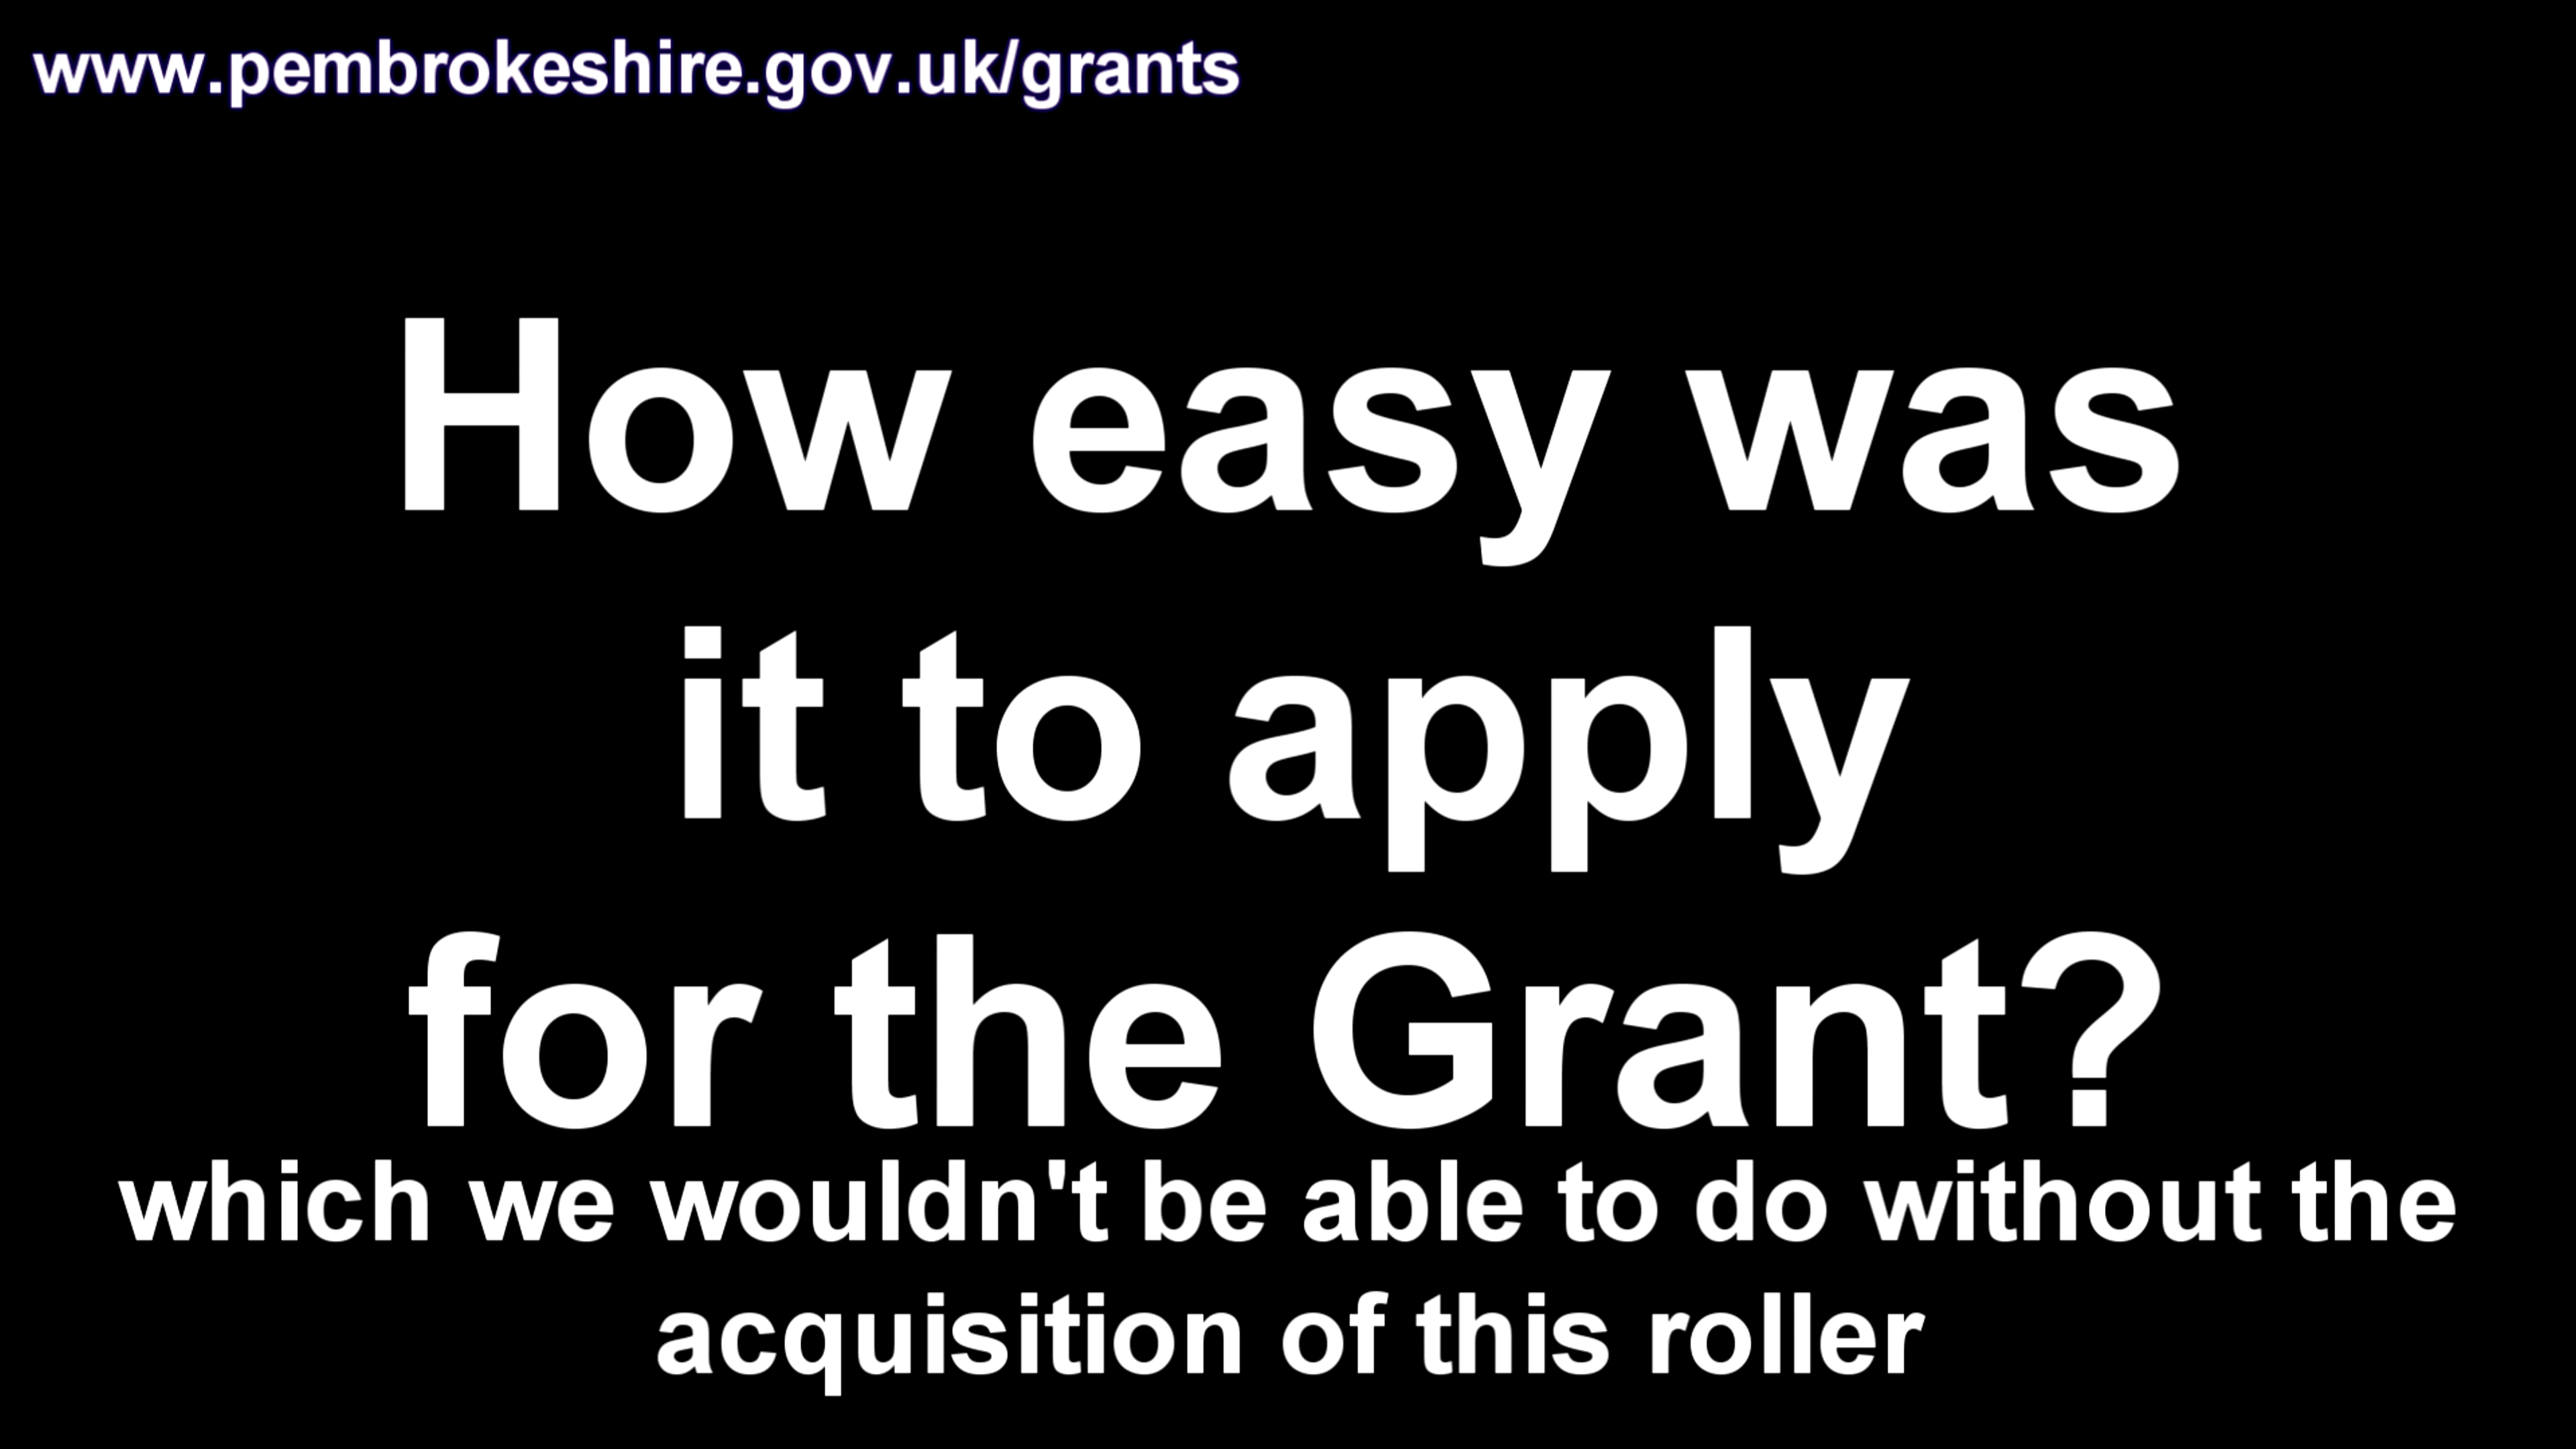 www.pembrokeshire.gov.uk/grants
How easy was
it to apply
for the Grant?
which we wouldn't be able to do without the
acquisition of this roller